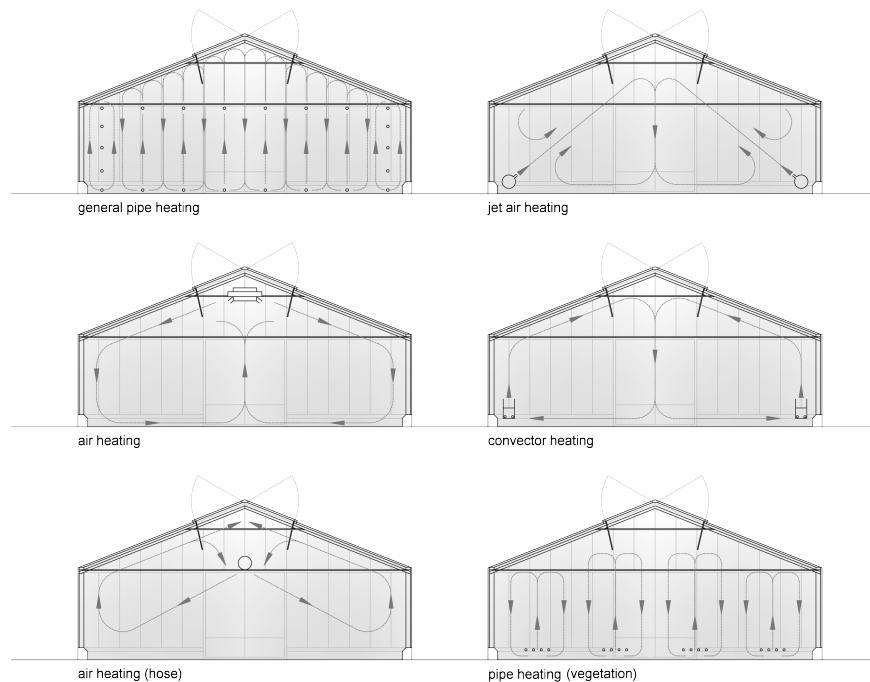 general pipe heating
jet air heating
air heating
convector heating
air heating (hose)
pipe heating (vegetation)